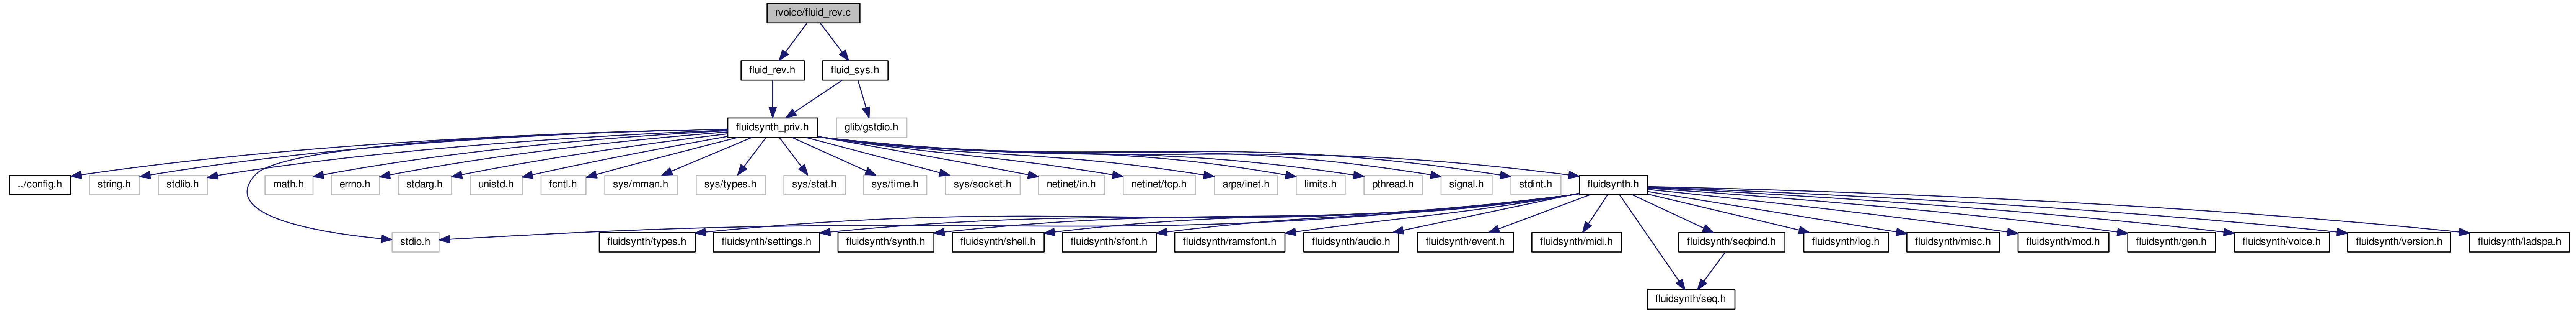 rvoice/fluid_rev.c
fluid_rev.h
fluid_sys.h
fluidsynth_priv.h
glib/gstdio.h
../config.h
string.h
stdlib.h
math.h
errno.h
stdarg.h
unistd.h
fcntl.h
sys/mman.h
sys/types.h
sys/stat.h
sys/time.h
sys/socket.h
netinet/in.h
netinet/tcp.h
arpa/inet.h
limits.h
pthread.h
signal.h
stdint.h
fluidsynth.h
stdio.h
fluidsynth/types.h
fluidsynth/settings.h
fluidsynth/synth.h
fluidsynth/shell.h
fluidsynth/sfont.h
fluidsynth/ramsfont.h
fluidsynth/audio.h
fluidsynth/event.h
fluidsynth/midi.h
fluidsynth/seqbind.h
fluidsynth/log.h
fluidsynth/misc.h
fluidsynth/mod.h
fluidsynth/gen.h
fluidsynth/voice.h
fluidsynth/version.h
fluidsynth/ladspa.h
fluidsynth/seq.h